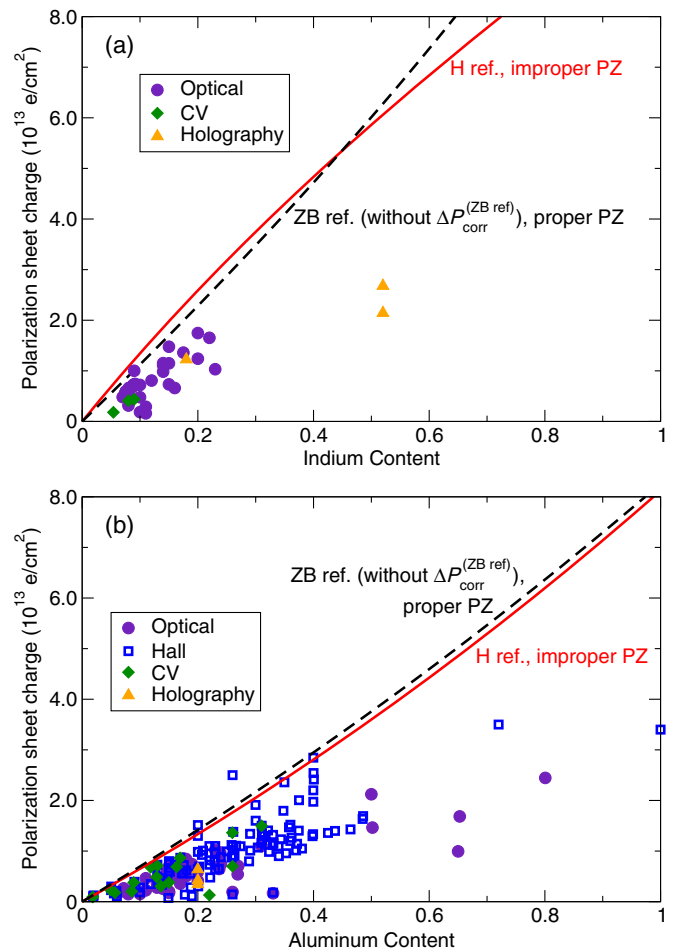 8.0
(a)
H ref., improper PZ
Optical
CV
Holography
6.0
4.0
ZB ref. (without ΔP_corr^(ZB ref)), proper PZ
2.0
0
0
0.2
0.4
0.6
0.8
1
Polarization sheet charge (10^13 e/cm^2)
Indium Content
8.0
(b)
ZB ref. (without ΔP_corr^(ZB ref)),
proper PZ
6.0
Optical
Hall
CV
Holography
H ref., improper PZ
4.0
2.0
0
0
0.2
0.4
0.6
0.8
1
Polarization sheet charge (10^13 e/cm^2)
Aluminum Content